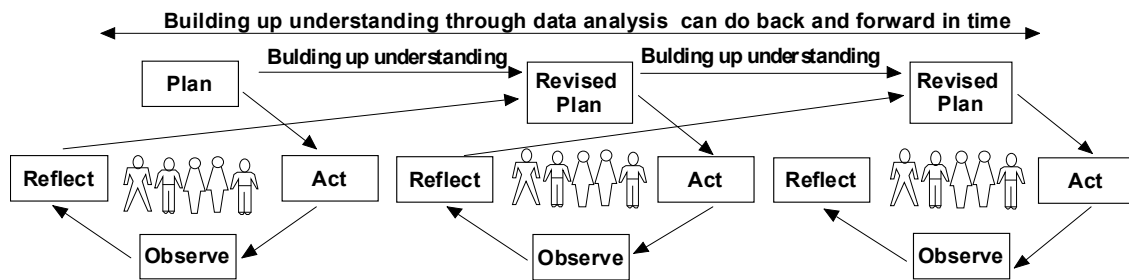 Building up understanding through data analysis can do back and forward in time
Bulding up understanding
Bulding up understanding
Plan
Revised
Plan
Revised
Plan
Reflect
Act
Reflect
Act
Reflect
Act
Observe
Observe
Observe